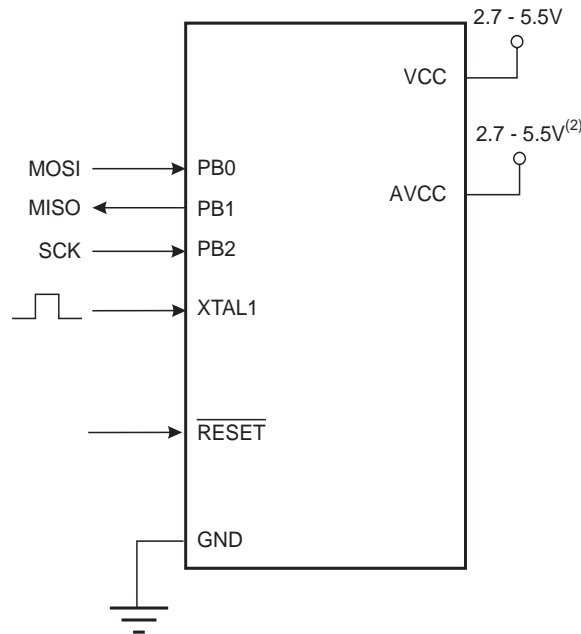 2.7 - 5.5V
VCC
2.7 - 5.5V(2)
AVCC
MOSI PB0
MISO PB1
SCK PB2
XTAL1
RESET
GND